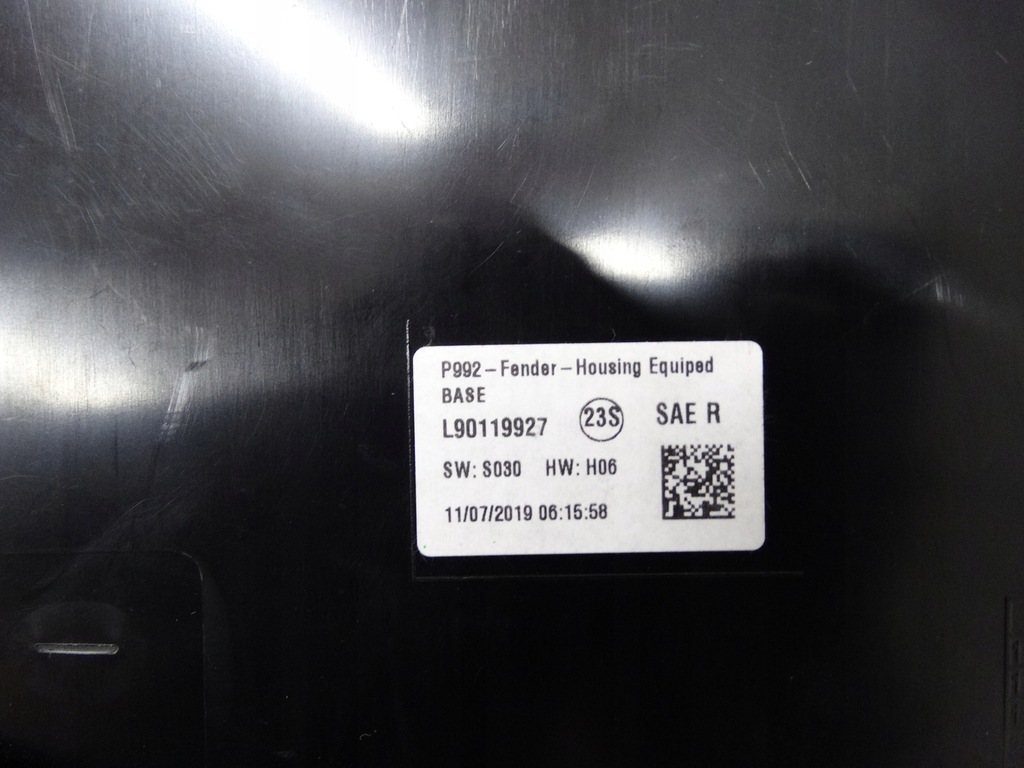 P992-Fender-Housing Equiped
BASE
L90119927 23S SAE R
SW: S030 HW: H06
11/07/2019 06:15:58